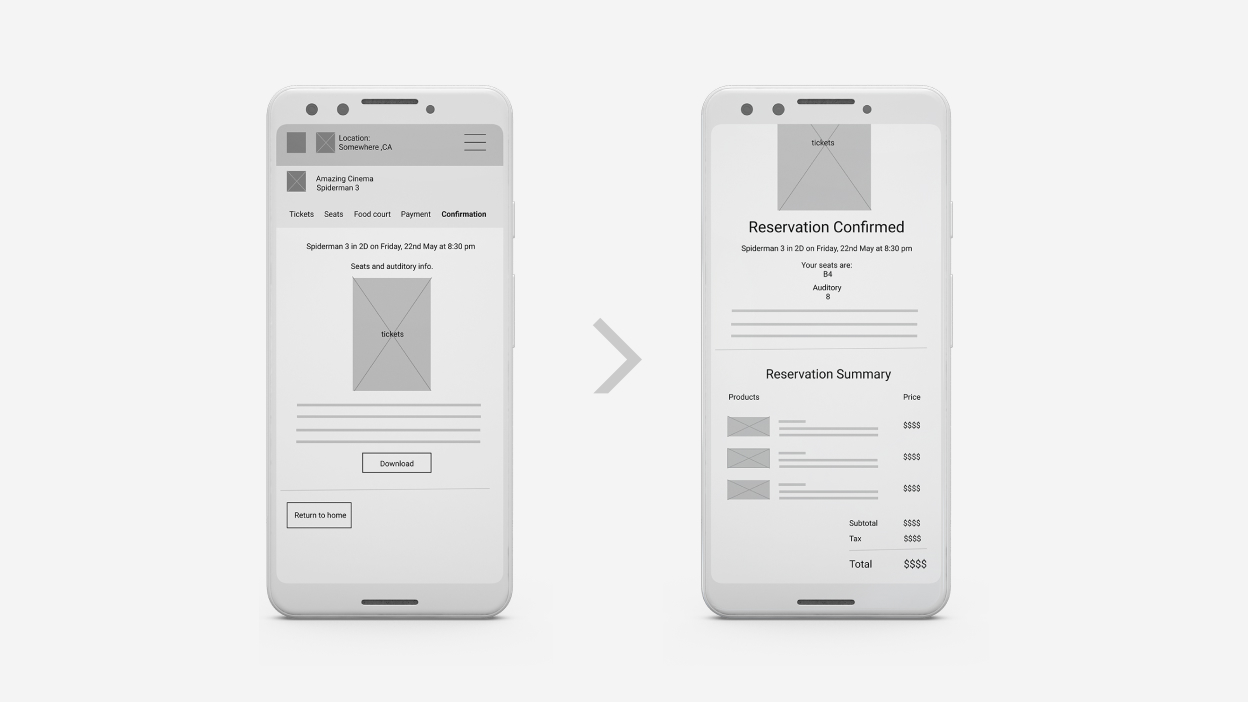 Location:
Somewhere ,CA
Amazing Cinema
Spiderman 3
Tickets Seats Food court Payment Confirmation
Spiderman 3 in 2D on Friday, 22nd May at 8:30 pm
Seats and autditory info.
tickets
Download
Return to home
tickets
Reservation Confirmed
Spiderman 3 in 2D on Friday, 22nd May at 8:30 pm
Your seats are:
B4
Auditory
8
Reservation Summary
Products Price
$$$$
$$$$
$$$$
Subtotal $$$$
Tax $$$$
Total $$$$